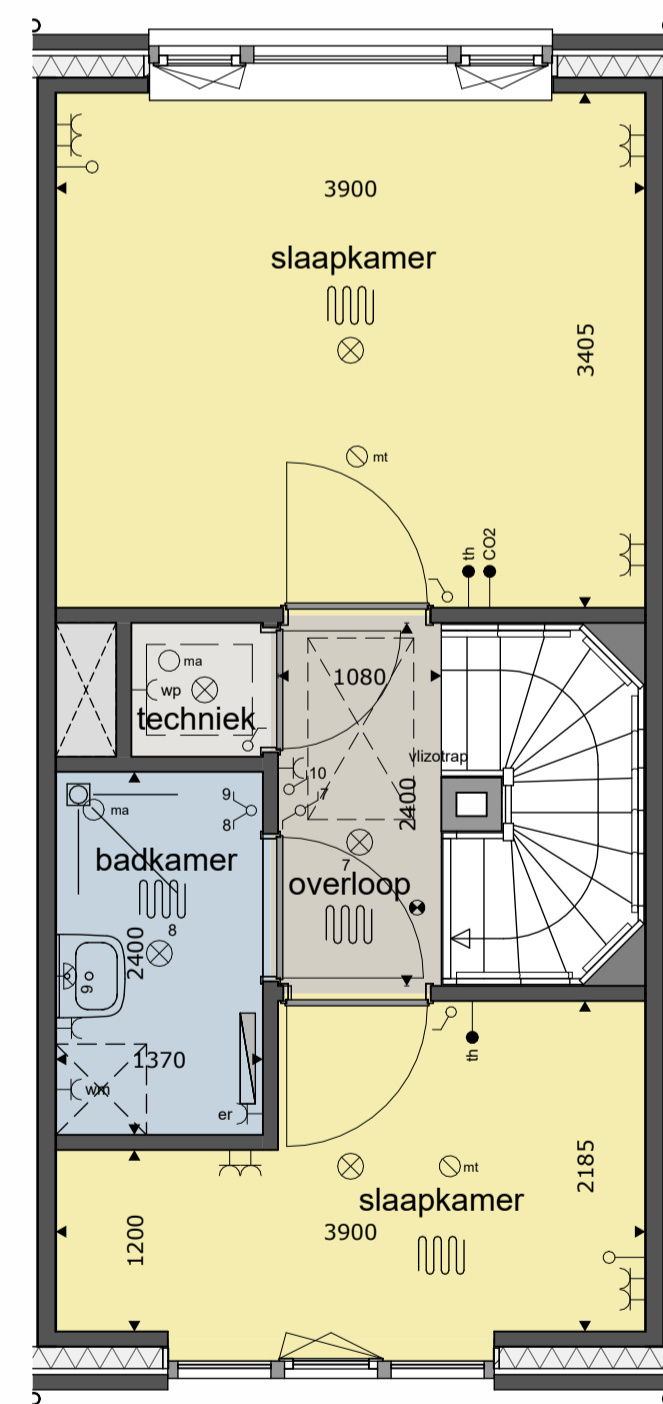 3900
slaapkamer
3405
mt
th
CO2
ma
wp
techniek
1080
vlizotrap
10
7
2400
7
overloop
ma
9
8
badkamer
8
2400
9
1370
wm
er
th
mt
slaapkamer
3900
2185
1200